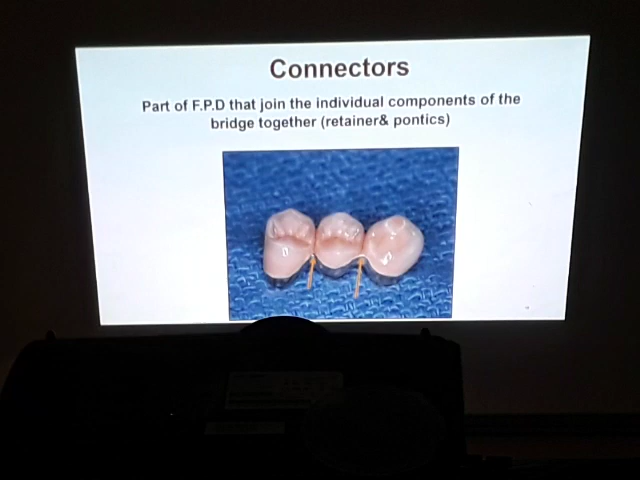 Connectors
Part of F.P.D that join the individual components of the
bridge together (retainer& pontics)